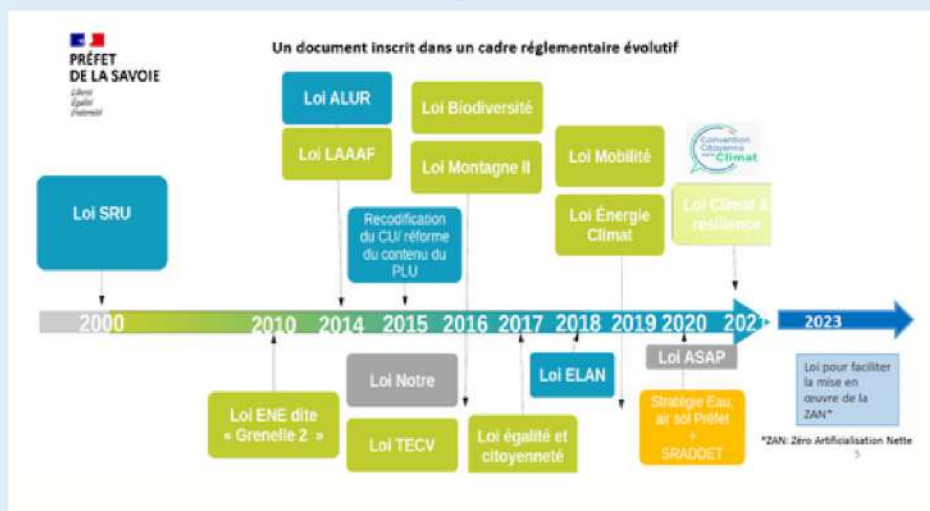 PRÉFET
DE LA SAVOIE
Liberté
Égalité
Fraternité
Un document inscrit dans un cadre réglementaire évolutif
Loi ALUR
Loi LAAAF
Loi Biodiversité
Loi Montagne II
Loi Mobilité
Loi Énergie
Climat
Convention
Citoyenne
Climat
Loi Climat &
résilience
Loi SRU
Recodification
du CU/ réforme
du contenu du
PLU
2000
2010
2014
2015
2016
2017
2018
2019
2020
2021
2023
Loi ENE dite
« Grenelle 2 »
Loi Notre
Loi TECV
Loi égalité et
citoyenneté
Loi ELAN
Loi ASAP
Stratégie Eau,
air sol Préfet
+
SRADDET
Loi pour faciliter
la mise en
œuvre de la
ZAN*
*ZAN: Zéro Artificialisation Nette
5